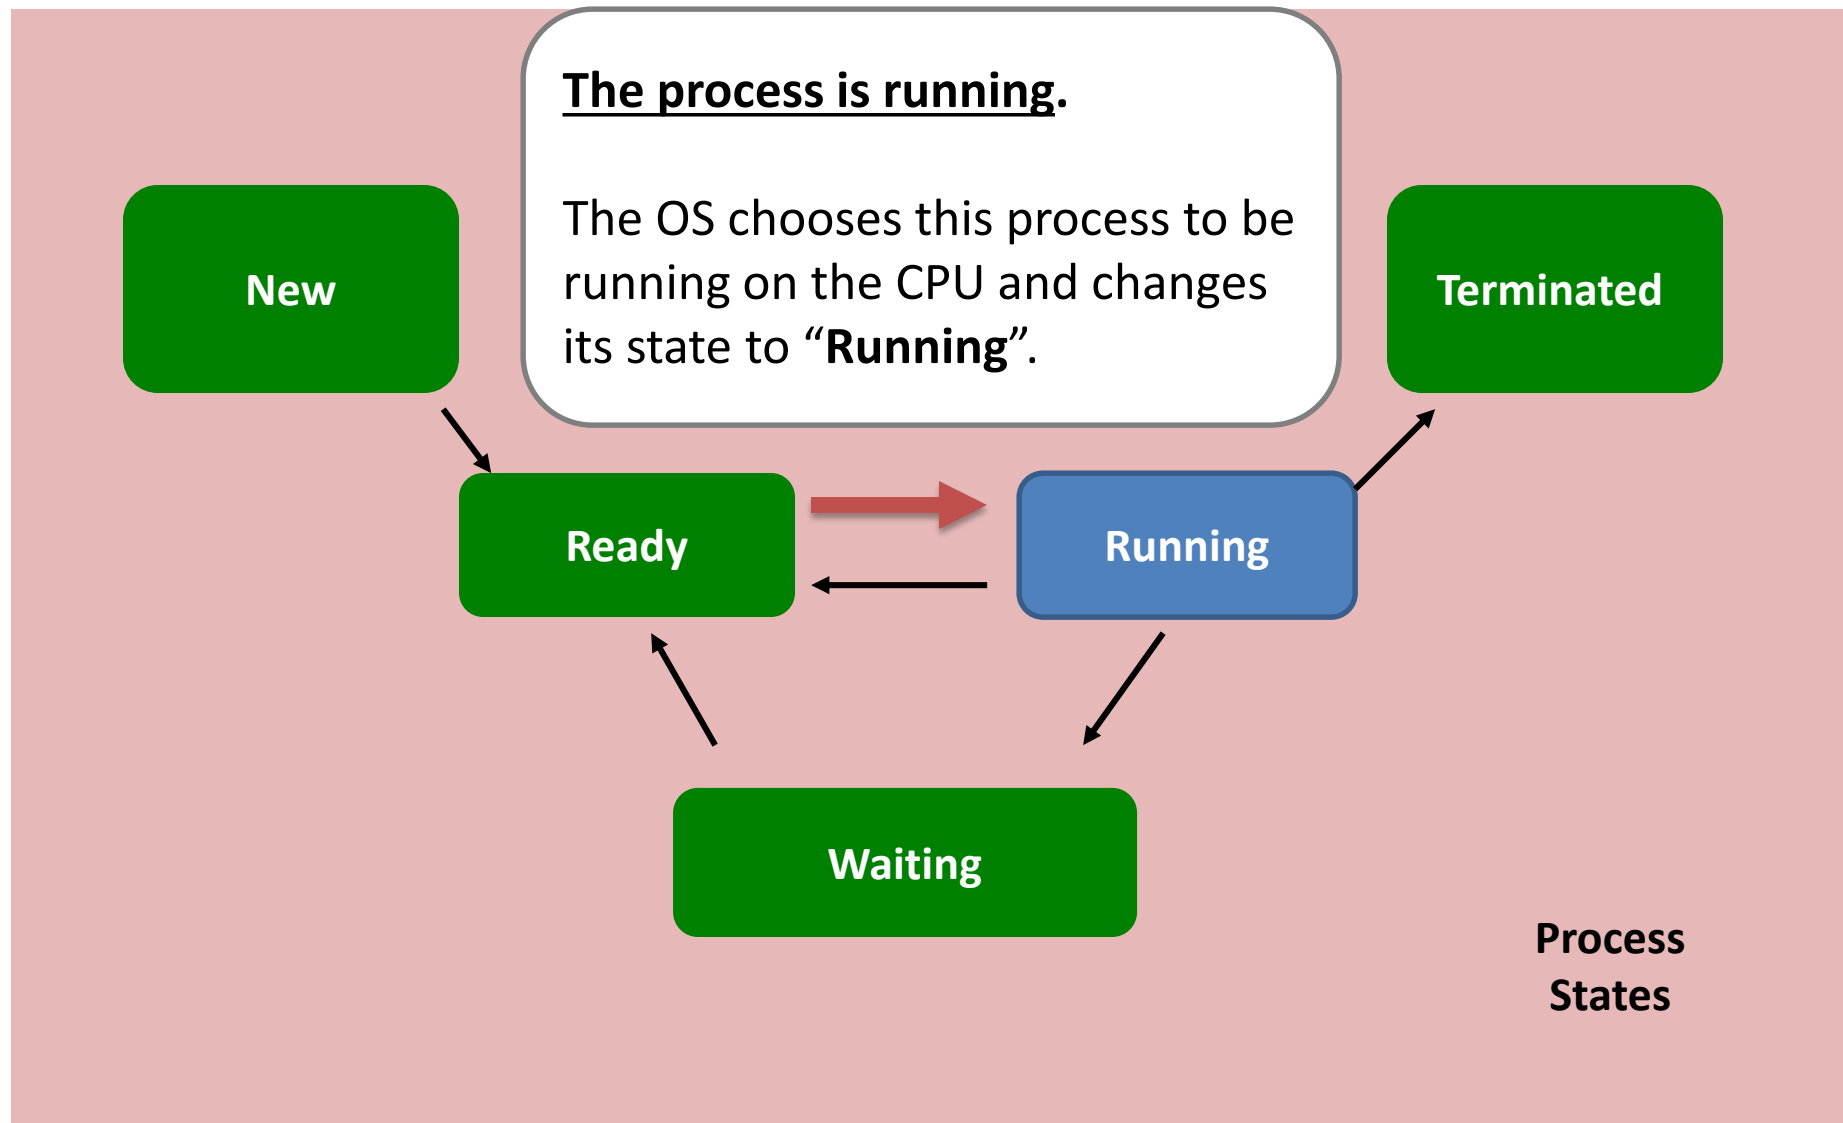 The process is running.
The OS chooses this process to be
running on the CPU and changes
its state to “Running”.
New
Terminated
Ready
Running
Waiting
Process
States